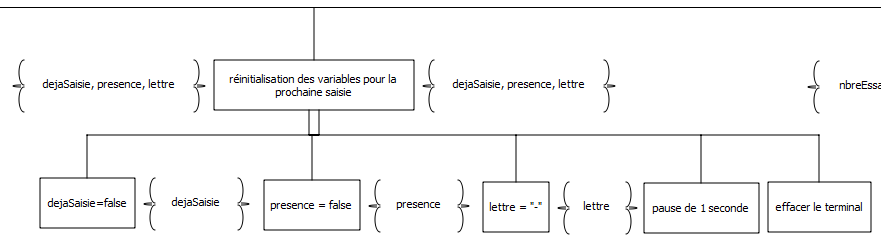 dejaSaisie, presence, lettre
réinitialisation des variables pour la
prochaine saisie
dejaSaisie, presence, lettre
nbreEssa
dejaSaisie=false
dejaSaisie
presence = false
presence
lettre = "-"
lettre
pause de 1 seconde
effacer le terminal